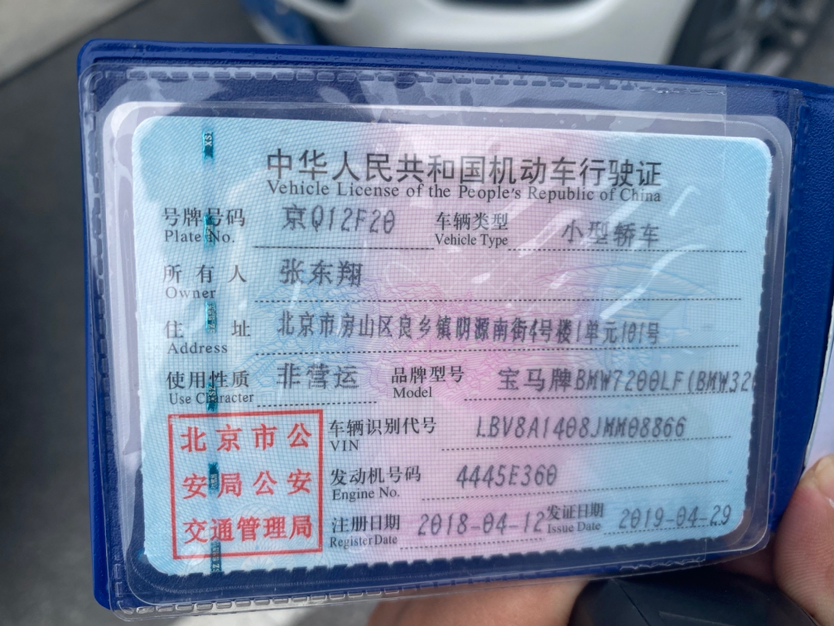 中华人民共和国机动车行驶证
Vehicle License of the People's Republic of China
号牌号码 京Q12F20 车辆类型 小型轿车
Plate No. Vehicle Type
所有人 张东翔
Owner
住址 北京市房山区良乡镇明源南街4号楼1单元101号
Address
使用性质 非营运 品牌型号 宝马牌BMW7200LF(BMW32
Use Character Model
北京市公 车辆识别代号 LBV8A1408JMM08866
VIN
安局公安 发动机号码 4445E360
Engine No.
交通管理局 注册日期 2018-04-12 发证日期 2019-04-29
Register Date Issue Date